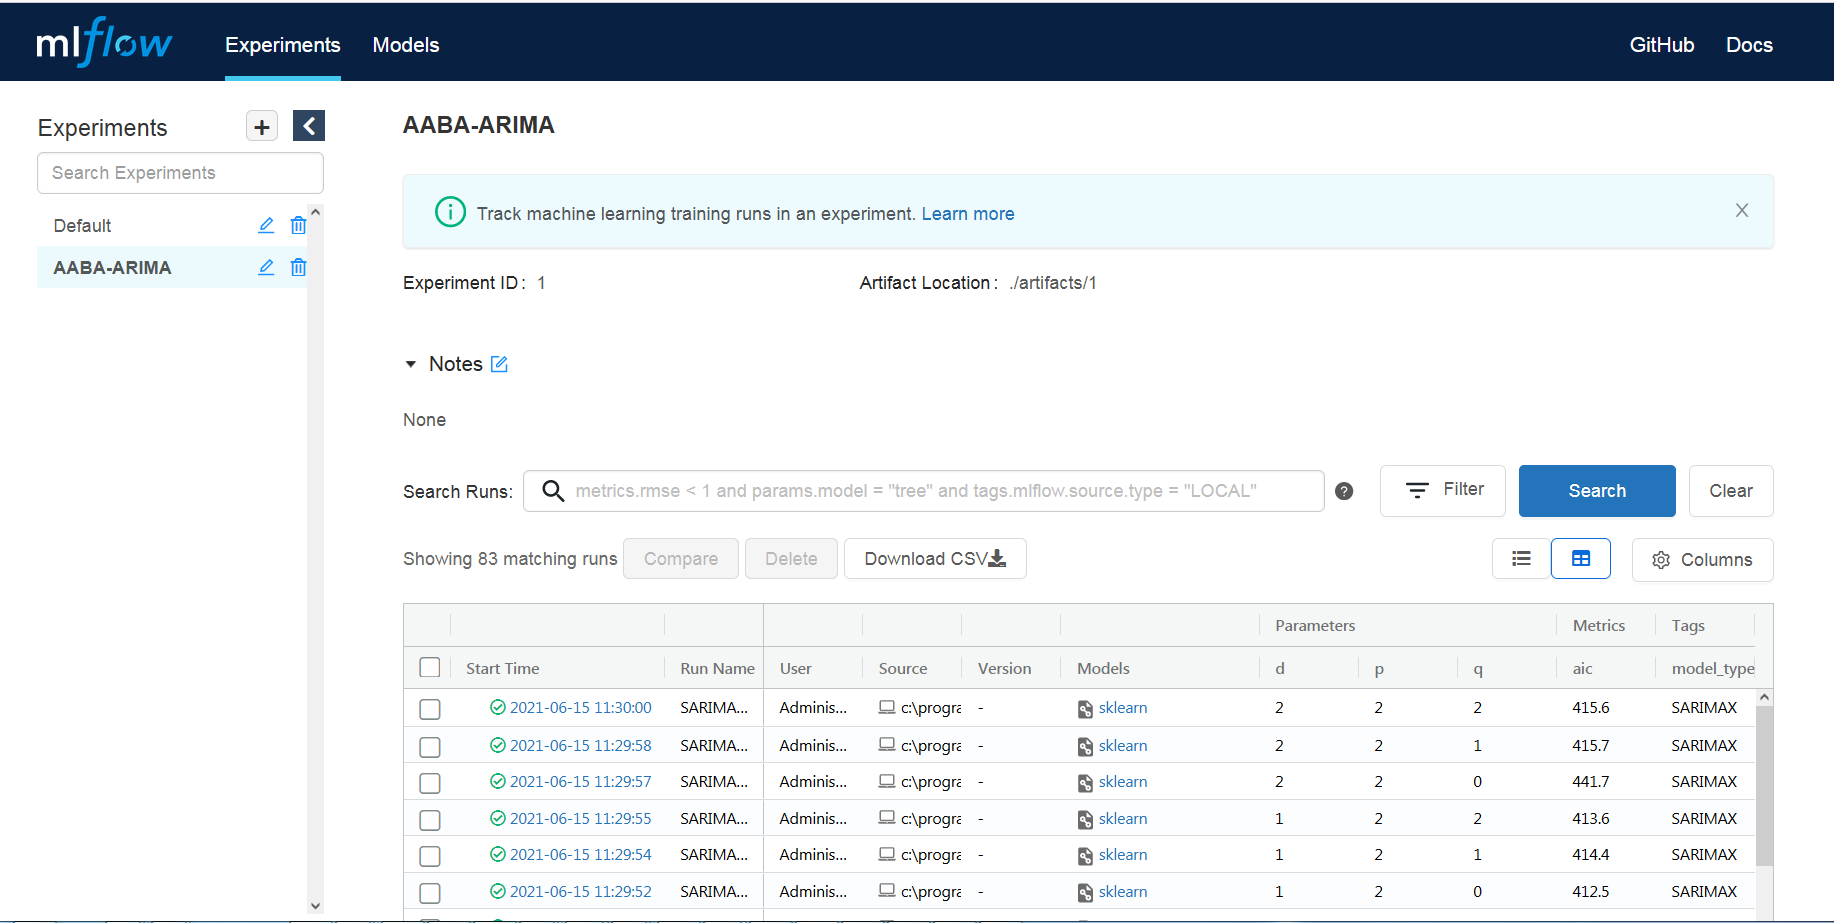 mlflow Experiments Models GitHub Docs
Experiments + <
Search Experiments
Default
AABA-ARIMA
AABA-ARIMA
Track machine learning training runs in an experiment. Learn more
Experiment ID: 1 Artifact Location: ./artifacts/1
Notes
None
Search Runs: metrics.rmse < 1 and params.model = "tree" and tags.mlflow.source.type = "LOCAL" ? Filter Search Clear
Showing 83 matching runs Compare Delete Download CSV Columns
Parameters Metrics Tags
Start Time Run Name User Source Version Models d p q aic model_type
2021-06-15 11:30:00 SARIMA... Adminis... c:\progra - sklearn 2 2 2 415.6 SARIMAX
2021-06-15 11:29:58 SARIMA... Adminis... c:\progra - sklearn 2 2 1 415.7 SARIMAX
2021-06-15 11:29:57 SARIMA... Adminis... c:\progra - sklearn 2 2 0 441.7 SARIMAX
2021-06-15 11:29:55 SARIMA... Adminis... c:\progra - sklearn 1 2 2 413.6 SARIMAX
2021-06-15 11:29:54 SARIMA... Adminis... c:\progra - sklearn 1 2 1 414.4 SARIMAX
2021-06-15 11:29:52 SARIMA... Adminis... c:\progra - sklearn 1 2 0 412.5 SARIMAX